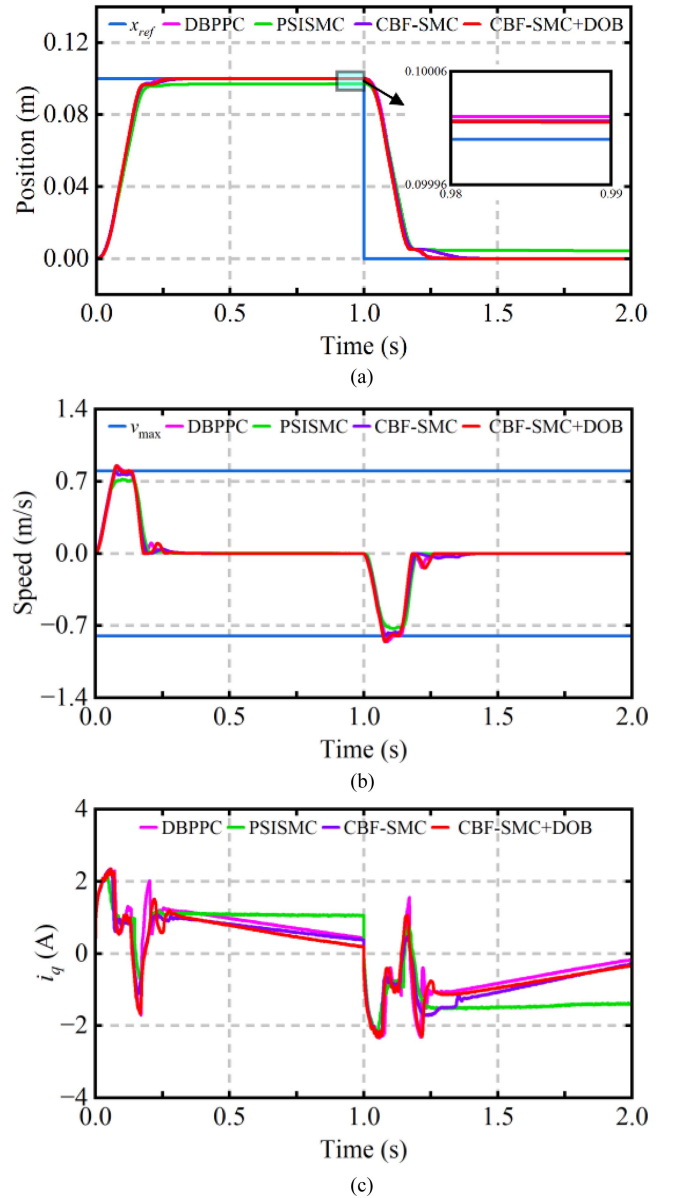 x_ref DBPPC PSISMC CBF-SMC CBF-SMC+DOB
0.12
0.10006
0.08
0.09996
0.98 0.99
0.04
0.00
Position (m)
0.0 0.5 1.0 1.5 2.0
Time (s)
(a)
1.4
v_max DBPPC PSISMC CBF-SMC CBF-SMC+DOB
0.7
0.0
−0.7
−1.4
Speed (m/s)
0.0 0.5 1.0 1.5 2.0
Time (s)
(b)
4
DBPPC PSISMC CBF-SMC CBF-SMC+DOB
2
0
−2
−4
i_q (A)
0.0 0.5 1.0 1.5 2.0
Time (s)
(c)